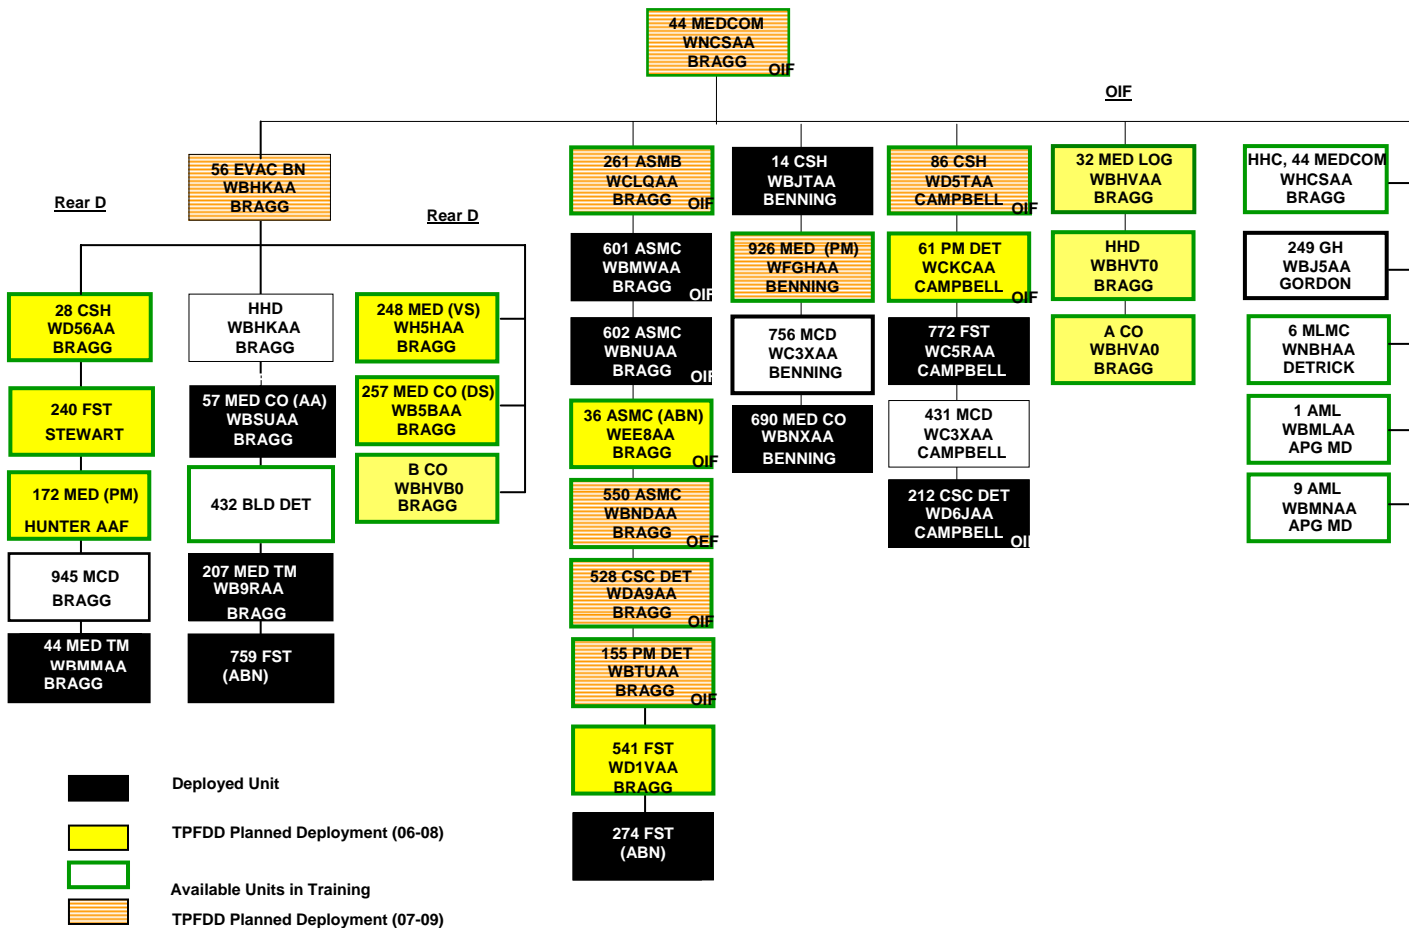 44 MEDCOM
WNCSAA
BRAGG
OIF
OIF
Rear D
56 EVAC BN
WBHKAA
BRAGG
Rear D
28 CSH
WD56AA
BRAGG
240 FST
STEWART
172 MED (PM)
HUNTER AAF
945 MCD
BRAGG
44 MED TM
WBMMAA
BRAGG
HHD
WBHKAA
BRAGG
57 MED CO (AA)
WBSUAA
BRAGG
432 BLD DET
207 MED TM
WB9RAA
BRAGG
759 FST
(ABN)
248 MED (VS)
WH5HAA
BRAGG
257 MED CO (DS)
WB5BAA
BRAGG
B CO
WBHVB0
BRAGG
261 ASMB
WCLQAA
BRAGG
OIF
601 ASMC
WBMWAA
BRAGG
OIF
602 ASMC
WBNUAA
BRAGG
OIF
36 ASMC (ABN)
WEE8AA
BRAGG
OIF
550 ASMC
WBNDAA
BRAGG
OEF
528 CSC DET
WDA9AA
BRAGG
OIF
155 PM DET
WBTUAA
BRAGG
OIF
541 FST
WD1VAA
BRAGG
274 FST
(ABN)
14 CSH
WBJTAA
BENNING
926 MED (PM)
WFGHAA
BENNING
756 MCD
WC3XAA
BENNING
690 MED CO
WBNXAA
BENNING
86 CSH
WD5TAA
CAMPBELL
OIF
61 PM DET
WCKCAA
CAMPBELL
OIF
772 FST
WC5RAA
CAMPBELL
431 MCD
WC3XAA
CAMPBELL
212 CSC DET
WD6JAA
CAMPBELL
OIF
32 MED LOG
WBHVAA
BRAGG
HHD
WBHVT0
BRAGG
A CO
WBHVA0
BRAGG
HHC, 44 MEDCOM
WHCSAA
BRAGG
249 GH
WBJ5AA
GORDON
6 MLMC
WNBHAA
DETRICK
1 AML
WBMLAA
APG MD
9 AML
WBMNAA
APG MD
Deployed Unit
TPFDD Planned Deployment (06-08)
Available Units in Training
TPFDD Planned Deployment (07-09)